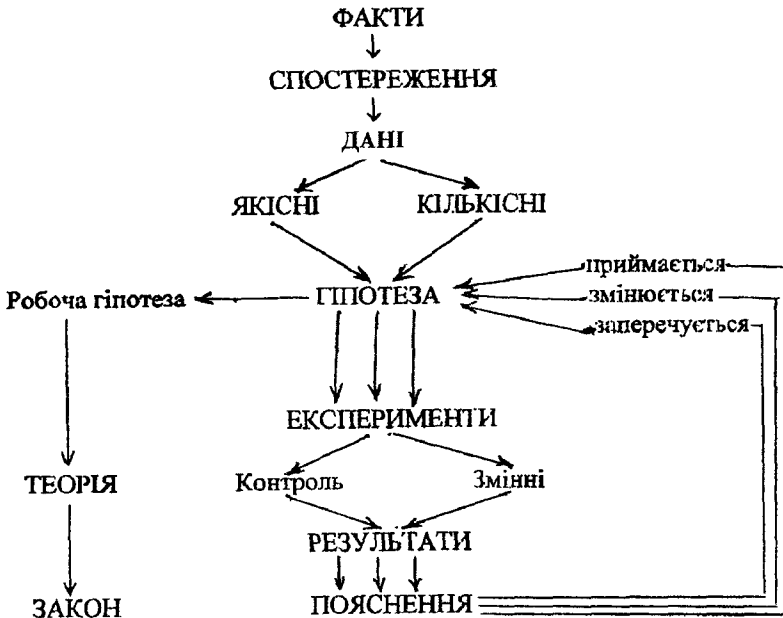 ФАКТИ
СПОСТЕРЕЖЕННЯ
ДАНІ
ЯКІСНІ КІЛЬКІСНІ
приймається
Робоча гіпотеза ГІПОТЕЗА змінюється
заперечується
ЕКСПЕРИМЕНТИ
ТЕОРІЯ Контроль Змінні
РЕЗУЛЬТАТИ
ЗАКОН ПОЯСНЕННЯ